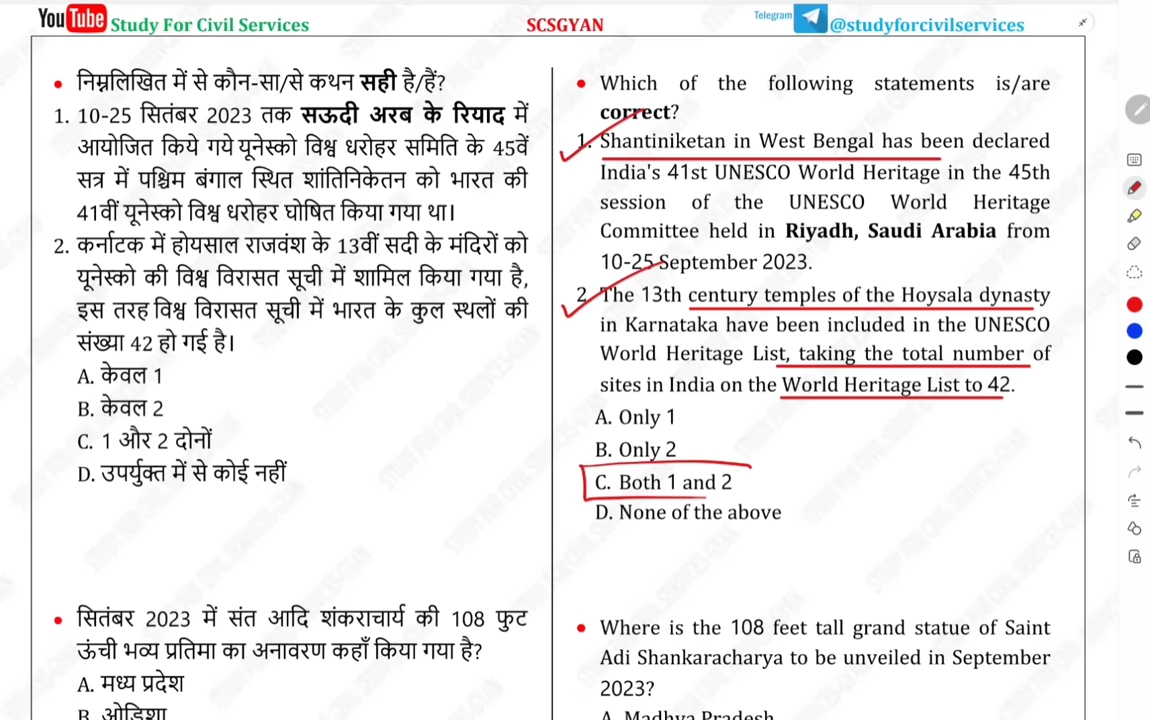 YouTube Study For Civil Services
SCSGYAN
Telegram @studyforcivilservices
• निम्नलिखित में से कौन-सा/से कथन सही है/हैं?
1. 10-25 सितंबर 2023 तक सऊदी अरब के रियाद में
आयोजित किये गये यूनेस्को विश्व धरोहर समिति के 45वें
सत्र में पश्चिम बंगाल स्थित शांतिनिकेतन को भारत की
41वीं यूनेस्को विश्व धरोहर घोषित किया गया था।
2. कर्नाटक में होयसाल राजवंश के 13वीं सदी के मंदिरों को
यूनेस्को की विश्व विरासत सूची में शामिल किया गया है,
इस तरह विश्व विरासत सूची में भारत के कुल स्थलों की
संख्या 42 हो गई है।
A. केवल 1
B. केवल 2
C. 1 और 2 दोनों
D. उपर्युक्त में से कोई नहीं
• सितंबर 2023 में संत आदि शंकराचार्य की 108 फुट
ऊंची भव्य प्रतिमा का अनावरण कहाँ किया गया है?
A. मध्य प्रदेश
B. ओडिशा
• Which of the following statements is/are
correct?
1. Shantiniketan in West Bengal has been declared
India's 41st UNESCO World Heritage in the 45th
session of the UNESCO World Heritage
Committee held in Riyadh, Saudi Arabia from
10-25 September 2023.
2. The 13th century temples of the Hoysala dynasty
in Karnataka have been included in the UNESCO
World Heritage List, taking the total number of
sites in India on the World Heritage List to 42.
A. Only 1
B. Only 2
C. Both 1 and 2
D. None of the above
• Where is the 108 feet tall grand statue of Saint
Adi Shankaracharya to be unveiled in September
2023?
A. Madhya Pradesh